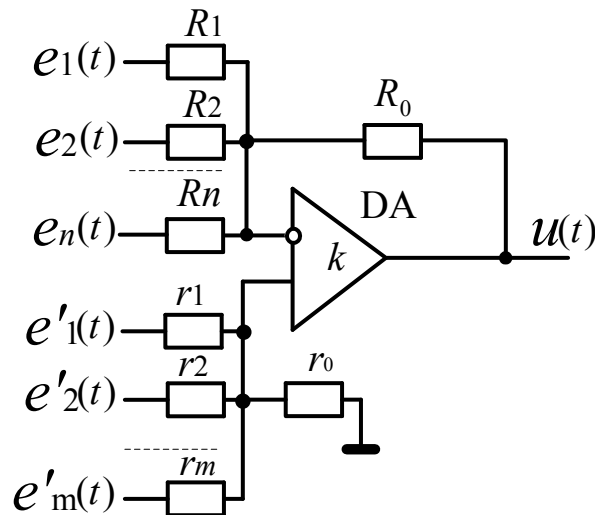 R1
e1(t)
R2
R0
e2(t)
Rn
DA
en(t)
k
u(t)
r1
e'1(t)
r2
r0
e'2(t)
rm
e'm(t)